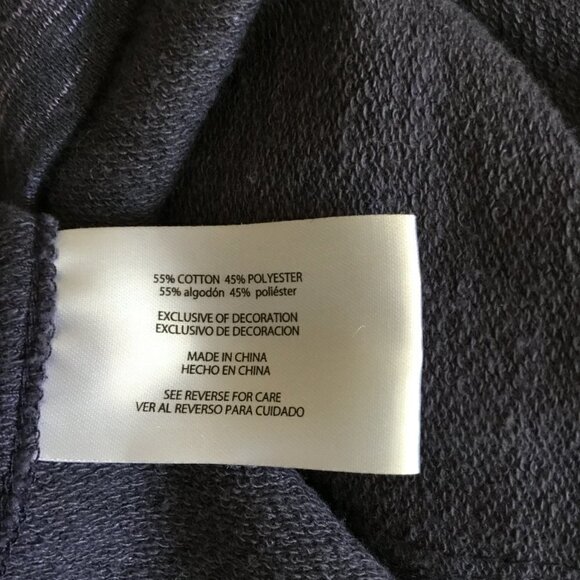 55% COTTON 45% POLYESTER
55% algodón 45% poliéster
EXCLUSIVE OF DECORATION
EXCLUSIVO DE DECORACION
MADE IN CHINA
HECHO EN CHINA
SEE REVERSE FOR CARE
VER AL REVERSO PARA CUIDADO